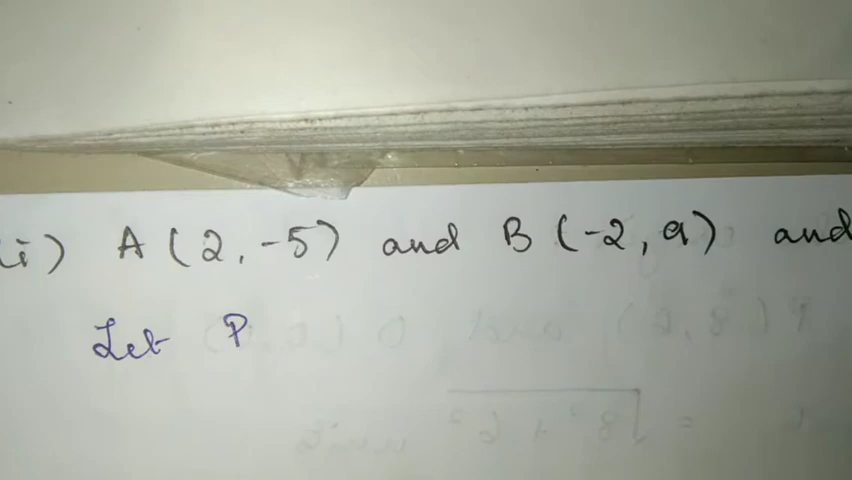 (i) A (2, -5) and B (-2, 9) and
Let P